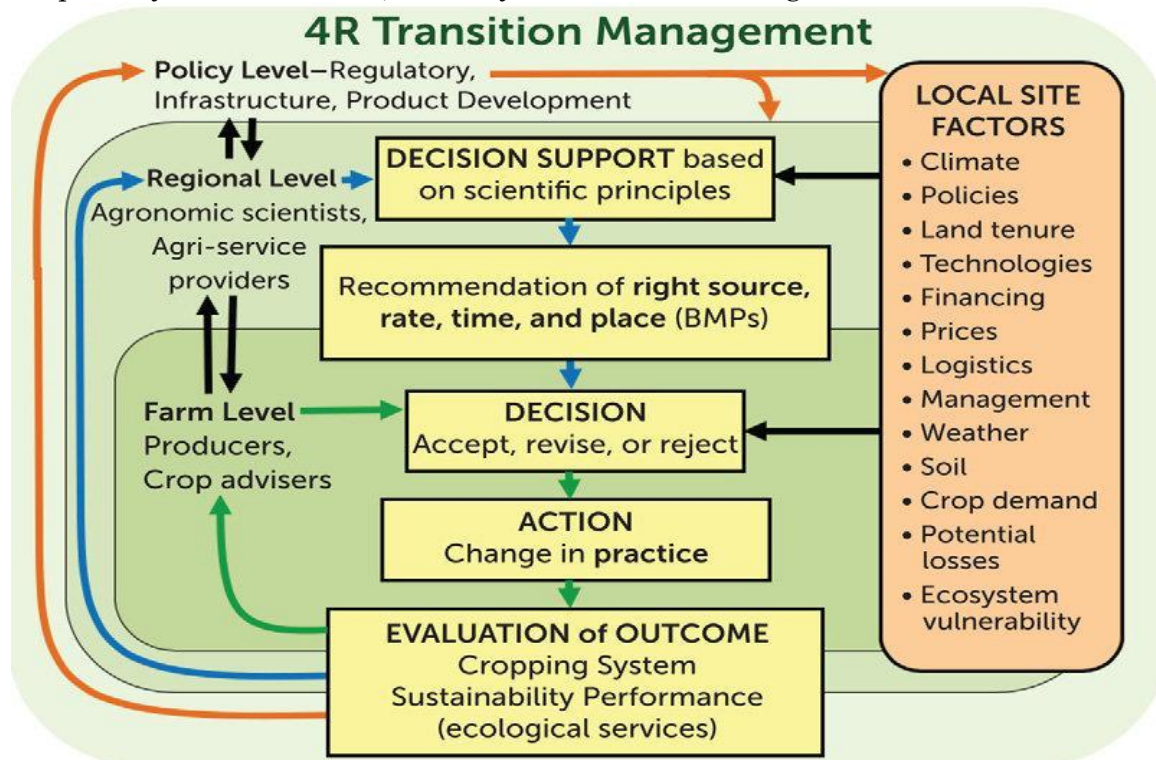 4R Transition Management
Policy Level–Regulatory,
Infrastructure, Product Development
Regional Level
Agronomic scientists,
Agri-service
providers
Farm Level
Producers,
Crop advisers
DECISION SUPPORT based
on scientific principles
Recommendation of right source,
rate, time, and place (BMPs)
DECISION
Accept, revise, or reject
ACTION
Change in practice
EVALUATION of OUTCOME
Cropping System
Sustainability Performance
(ecological services)
LOCAL SITE
FACTORS
• Climate
• Policies
• Land tenure
• Technologies
• Financing
• Prices
• Logistics
• Management
• Weather
• Soil
• Crop demand
• Potential
losses
• Ecosystem
vulnerability